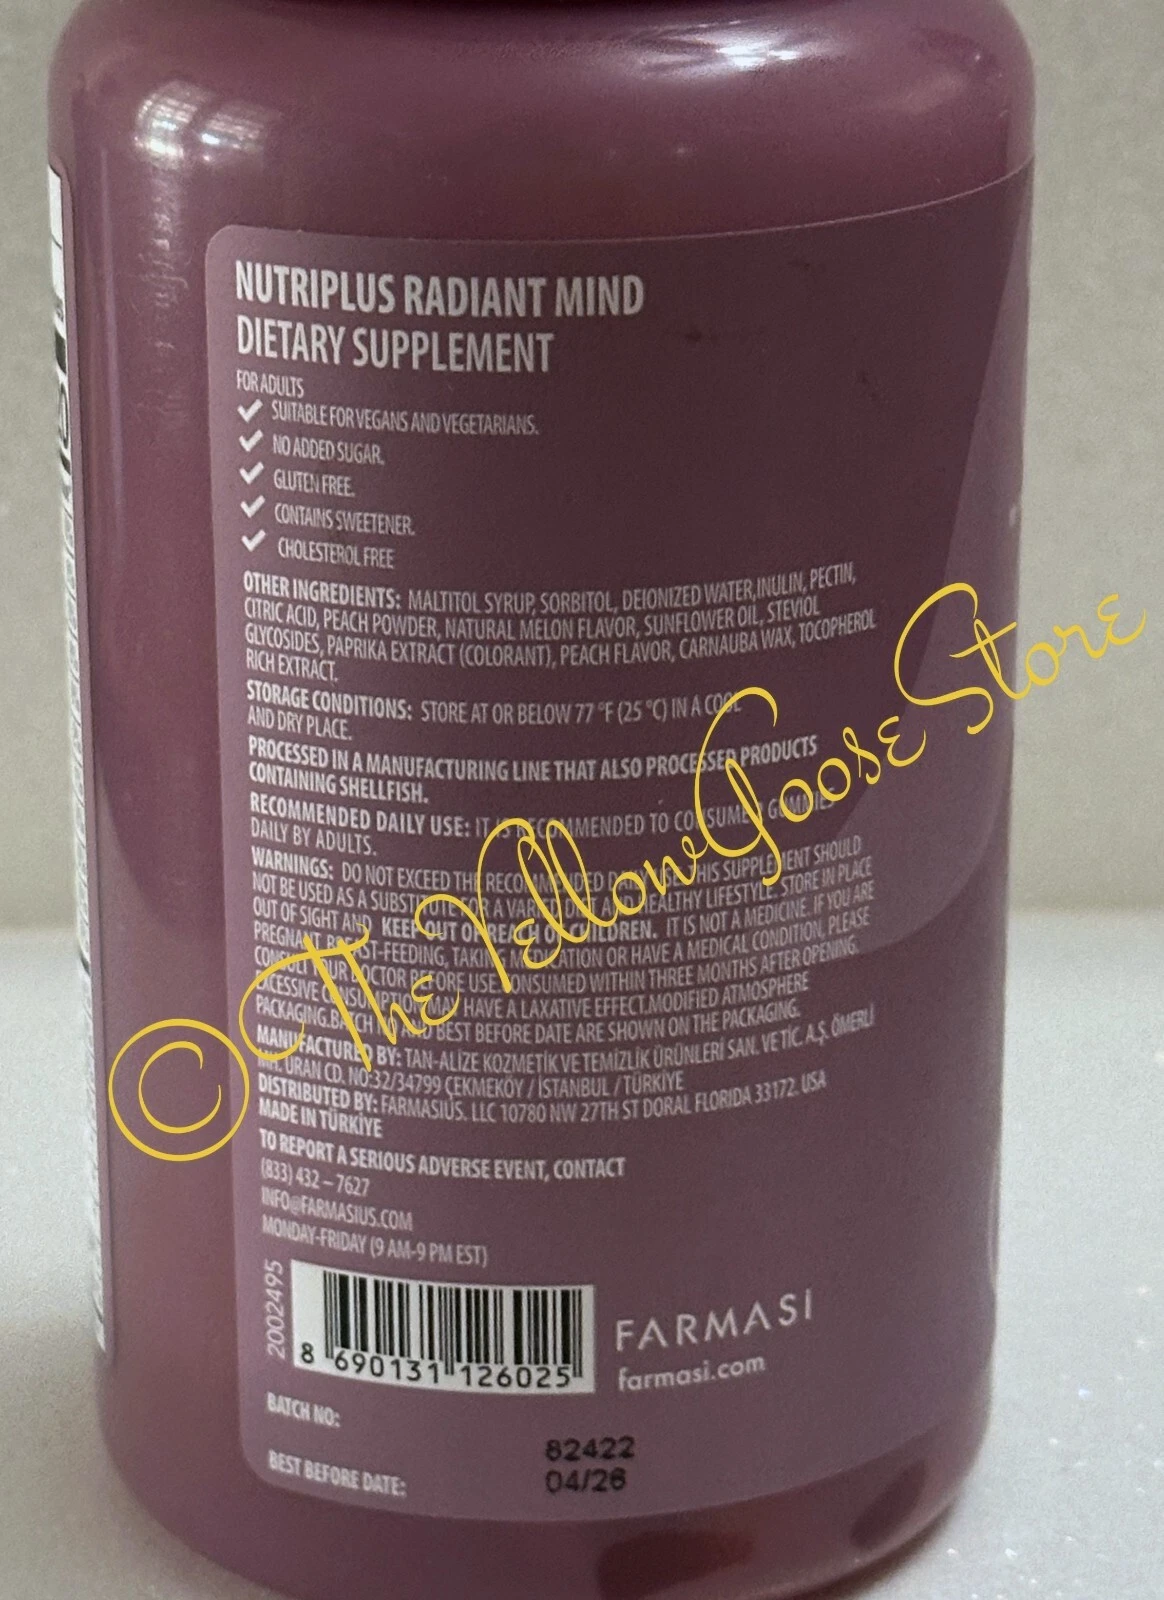 NUTRIPLUS RADIANT MIND
DIETARY SUPPLEMENT
FOR ADULTS
✓ SUITABLE FOR VEGANS AND VEGETARIANS.
✓ NO ADDED SUGAR.
✓ GLUTEN FREE.
✓ CONTAINS SWEETENER.
✓ CHOLESTEROL FREE
OTHER INGREDIENTS: MALTITOL SYRUP, SORBITOL, DEIONIZED WATER,INULIN, PECTIN,
CITRIC ACID, PEACH POWDER, NATURAL MELON FLAVOR, SUNFLOWER OIL, STEVIOL
GLYCOSIDES, PAPRIKA EXTRACT (COLORANT), PEACH FLAVOR, CARNAUBA WAX, TOCOPHEROL
RICH EXTRACT.
STORAGE CONDITIONS: STORE AT OR BELOW 77 °F (25 °C) IN A COOL
AND DRY PLACE.
PROCESSED IN A MANUFACTURING LINE THAT ALSO PROCESSED PRODUCTS
CONTAINING SHELLFISH.
RECOMMENDED DAILY USE: IT IS RECOMMENDED TO CONSUME GUMMIES
DAILY BY ADULTS.
WARNINGS: DO NOT EXCEED THE RECOMMENDED DAILY USE.THIS SUPPLEMENT SHOULD
NOT BE USED AS A SUBSTITUTE FOR A VARIED DIET AND HEALTHY LIFESTYLE. STORE IN PLACE
OUT OF SIGHT AND KEEP OUT OF REACH OF CHILDREN. IT IS NOT A MEDICINE. IF YOU ARE
PREGNANT BREAST-FEEDING, TAKING MEDICATION OR HAVE A MEDICAL CONDITION, PLEASE
CONSULT YOUR DOCTOR BEFORE USE.CONSUMED WITHIN THREE MONTHS AFTER OPENING.
EXCESSIVE CONSUMPTION MAY HAVE A LAXATIVE EFFECT.MODIFIED ATMOSPHERE
PACKAGING.BATCH NO AND BEST BEFORE DATE ARE SHOWN ON THE PACKAGING.
MANUFACTURED BY: TAN-ALİZE KOZMETİK VE TEMİZLİK ÜRÜNLERİ SAN. VE TİC. A.Ş. ÖMERLİ
MH. URAN CD. NO:32/34799 ÇEKMEKÖY / İSTANBUL / TÜRKİYE
DISTRIBUTED BY: FARMASIUS. LLC 10780 NW 27TH ST DORAL FLORIDA 33172. USA
MADE IN TÜRKİYE
TO REPORT A SERIOUS ADVERSE EVENT, CONTACT
(833) 432 – 7627
INFO@FARMASIUS.COM
MONDAY-FRIDAY (9 AM-9 PM EST)
2002495
8 690131 126025
FARMASİ
farmasi.com
BATCH NO: 82422
BEST BEFORE DATE: 04/26
© The YellowGooseStore